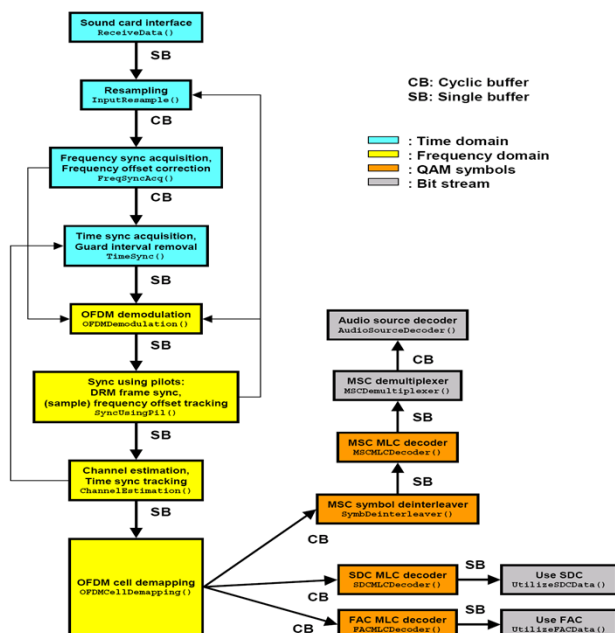 Sound card interface
ReceiveData()
SB
Resampling
InputResample()
CB
Frequency sync acquisition,
Frequency offset correction
FreqSyncAcq()
CB
Time sync acquisition,
Guard interval removal
TimeSync()
SB
OFDM demodulation
OFDMDemodulation()
SB
Sync using pilots:
DRM frame sync,
(sample) frequency offset tracking
SyncUsingPil()
SB
Channel estimation,
Time sync tracking
ChannelEstimation()
SB
OFDM cell demapping
OFDMCellDemapping()
CB: Cyclic buffer
SB: Single buffer
: Time domain
: Frequency domain
: QAM symbols
: Bit stream
Audio source decoder
AudioSourceDecoder()
CB
MSC demultiplexer
MSCDemultiplexer()
SB
MSC MLC decoder
MSCMLCDecoder()
SB
MSC symbol deinterleaver
SymbDeinterleaver()
CB
SDC MLC decoder
SDCMLCDecoder()
CB
SB
Use SDC
UtilizeSDCData()
FAC MLC decoder
FACMLCDecoder()
CB
SB
Use FAC
UtilizeFACData()